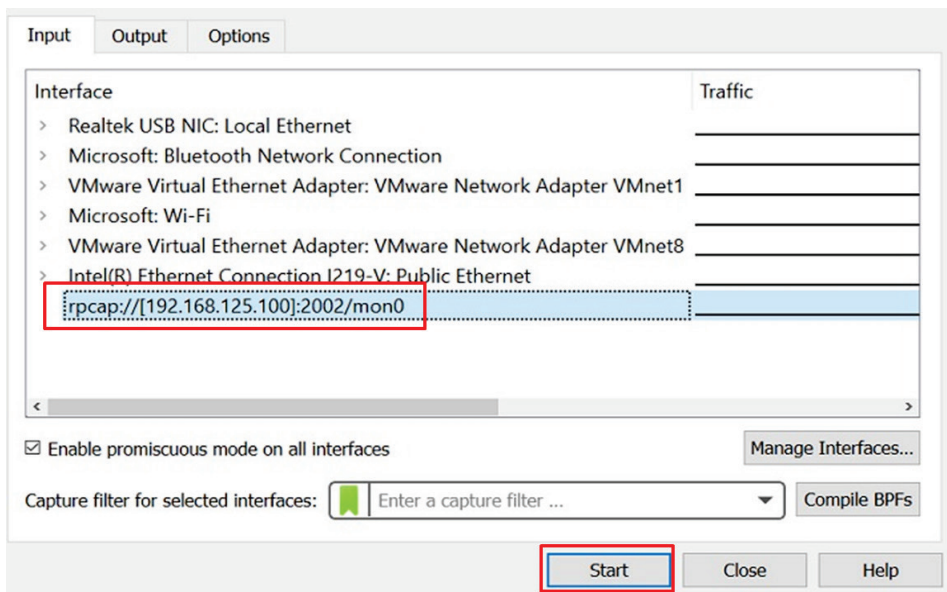 Input Output Options
Interface Traffic
Realtek USB NIC: Local Ethernet
Microsoft: Bluetooth Network Connection
VMware Virtual Ethernet Adapter: VMware Network Adapter VMnet1
Microsoft: Wi-Fi
VMware Virtual Ethernet Adapter: VMware Network Adapter VMnet8
Intel(R) Ethernet Connection I219-V: Public Ethernet
rpcap://[192.168.125.100]:2002/mon0
Enable promiscuous mode on all interfaces Manage Interfaces...
Capture filter for selected interfaces: Enter a capture filter ... Compile BPFs
Start Close Help